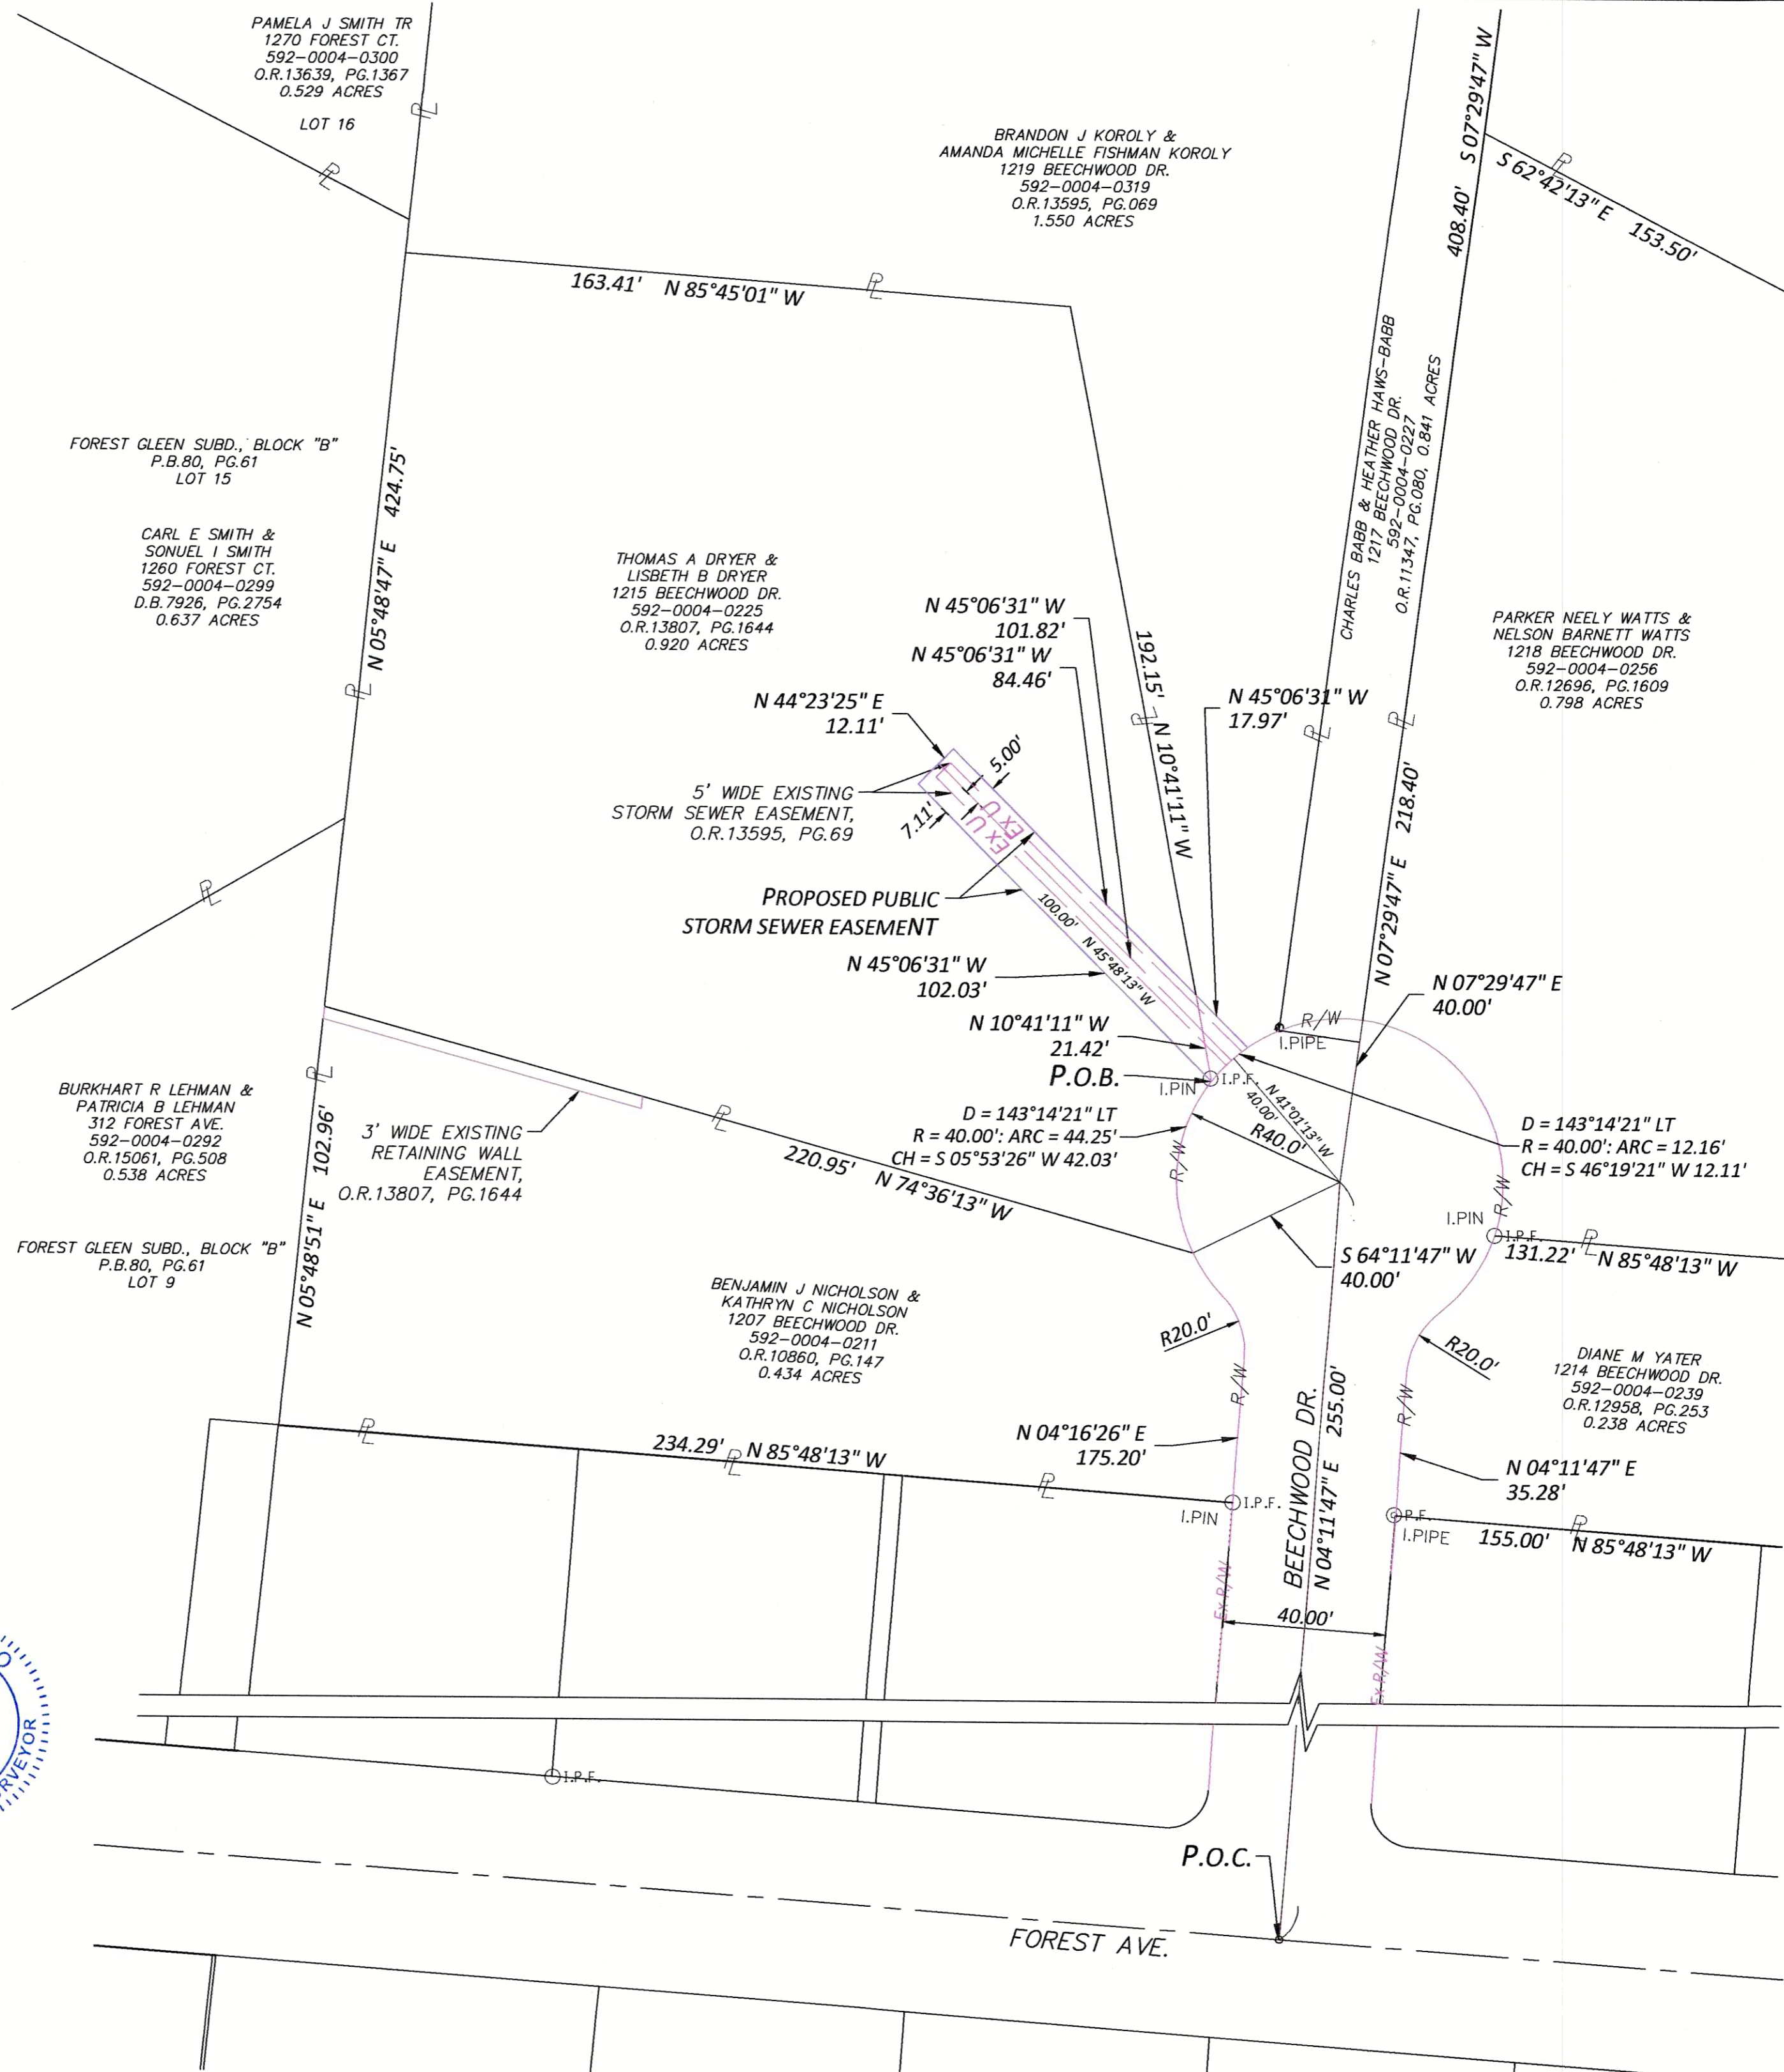 PAMELA J SMITH TR
1270 FOREST CT.
592-0004-0300
O.R.13639, PG.1367
0.529 ACRES
LOT 16
BRANDON J KOROLY &
AMANDA MICHELLE FISHMAN KOROLY
1219 BEECHWOOD DR.
592-0004-0319
O.R.13595, PG.069
1.550 ACRES
408.40' S 07°29'47" W
S 62°42'13" E 153.50'
163.41' N 85°45'01" W
FOREST GLEEN SUBD., BLOCK "B"
P.B.80, PG.61
LOT 15
CARL E SMITH &
SONUEL I SMITH
1260 FOREST CT.
592-0004-0299
D.B.7926, PG.2754
0.637 ACRES
N 05°48'47" E 424.75'
THOMAS A DRYER &
LISBETH B DRYER
1215 BEECHWOOD DR.
592-0004-0225
O.R.13807, PG.1644
0.920 ACRES
CHARLES BABB & HEATHER HAWS-BABB
1217 BEECHWOOD DR.
592-0004-0227
O.R.11347, PG.080, 0.841 ACRES
PARKER NEELY WATTS &
NELSON BARNETT WATTS
1218 BEECHWOOD DR.
592-0004-0256
O.R.12696, PG.1609
0.798 ACRES
N 45°06'31" W
101.82'
N 45°06'31" W
84.46'
192.15' N 10°41'11" W
N 45°06'31" W
17.97'
N 44°23'25" E
12.11'
5.00'
7.11'
5' WIDE EXISTING
STORM SEWER EASEMENT,
O.R.13595, PG.69
Ex U
Ex U
PROPOSED PUBLIC
STORM SEWER EASEMENT
100.00' N 45°48'13" W
N 45°06'31" W
102.03'
N 07°29'47" E 218.40'
N 07°29'47" E
40.00'
N 10°41'11" W
21.42'
P.O.B.
I.PIN
I.P.F.
R/W
I.PIPE
N 41°01'13" W
40.00'
R40.0'
D = 143°14'21" LT
R = 40.00': ARC = 44.25'
CH = S 05°53'26" W 42.03'
R/W
D = 143°14'21" LT
R = 40.00': ARC = 12.16'
CH = S 46°19'21" W 12.11'
R/W
I.PIN
I.P.F.
131.22' N 85°48'13" W
S 64°11'47" W
40.00'
BURKHART R LEHMAN &
PATRICIA B LEHMAN
312 FOREST AVE.
592-0004-0292
O.R.15061, PG.508
0.538 ACRES
N 05°48'51" E 102.96'
3' WIDE EXISTING
RETAINING WALL
EASEMENT,
O.R.13807, PG.1644
220.95' N 74°36'13" W
FOREST GLEEN SUBD., BLOCK "B"
P.B.80, PG.61
LOT 9
BENJAMIN J NICHOLSON &
KATHRYN C NICHOLSON
1207 BEECHWOOD DR.
592-0004-0211
O.R.10860, PG.147
0.434 ACRES
R20.0'
R/W
R20.0'
R/W
DIANE M YATER
1214 BEECHWOOD DR.
592-0004-0239
O.R.12958, PG.253
0.238 ACRES
234.29' N 85°48'13" W
N 04°16'26" E
175.20'
I.P.F.
I.PIN
BEECHWOOD DR.
N 04°11'47" E 255.00'
N 04°11'47" E
35.28'
P.F.
I.PIPE
155.00' N 85°48'13" W
Ex R/W
40.00'
Ex R/W
RVEYOR
I.P.F.
P.O.C.
FOREST AVE.